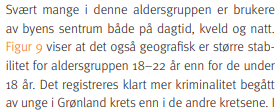 Svært mange i denne aldersgruppen er brukere
av byens sentrum både på dagtid, kveld og natt.
Figur 9 viser at det også geografisk er større stab-
ilitet for aldersgruppen 18–22 år enn for de under
18 år. Det registreres klart mer kriminalitet begått
av unge i Grønland krets enn i de andre kretsene.